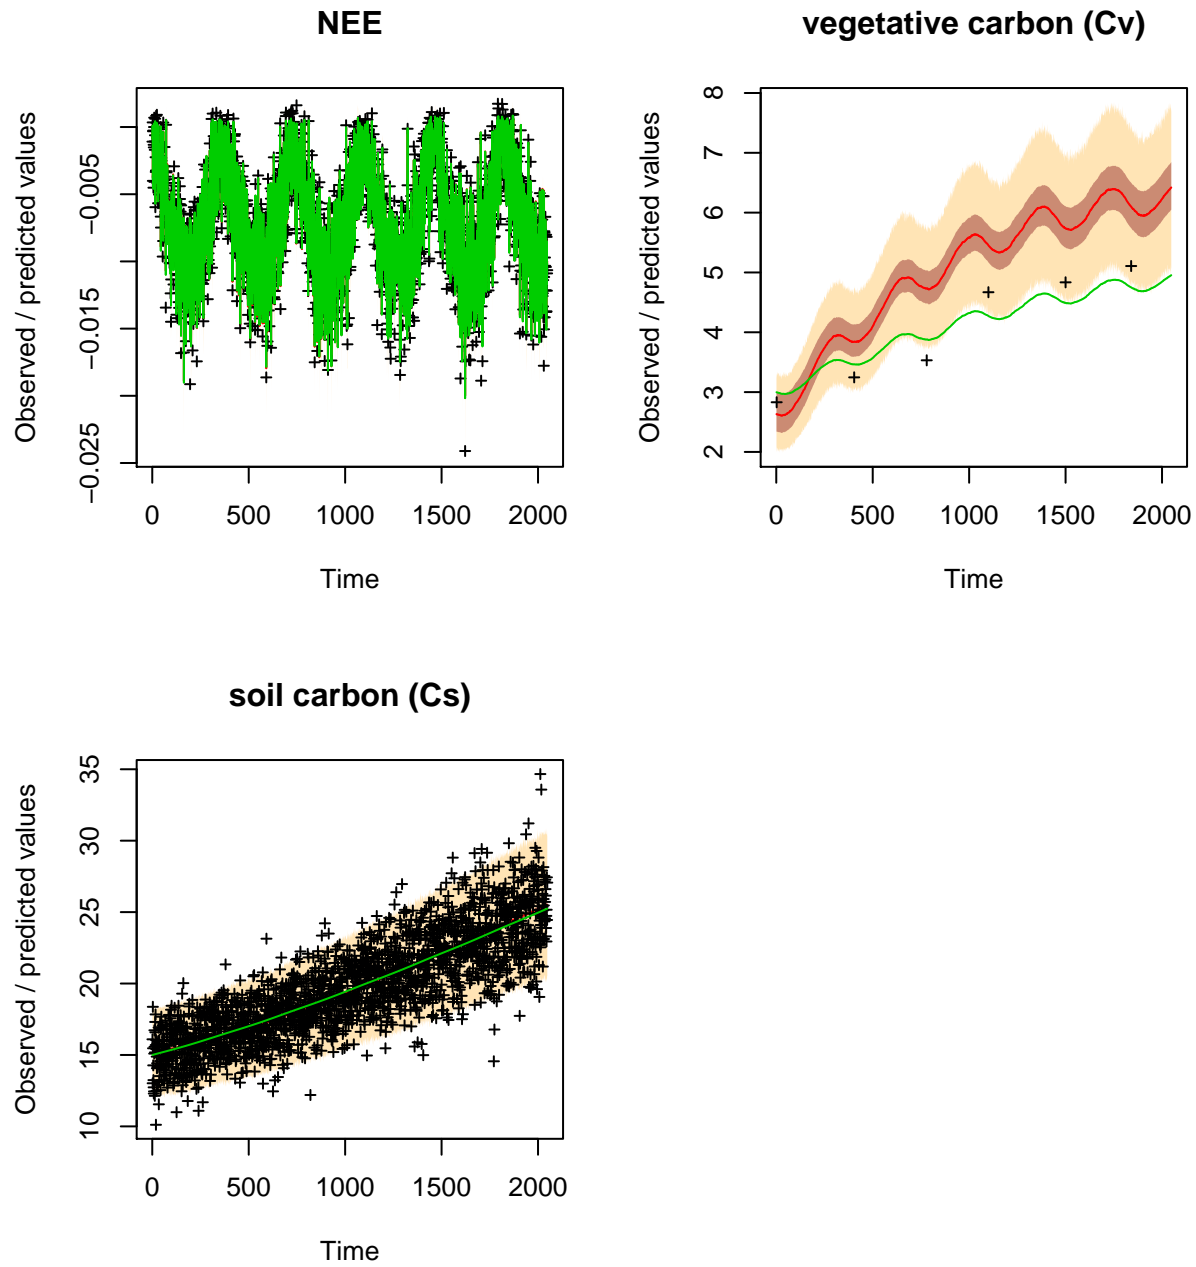 NEE
Observed / predicted values
−0.025 −0.015 −0.005
0 500 1000 1500 2000
Time
vegetative carbon (Cv)
Observed / predicted values
2 3 4 5 6 7 8
0 500 1000 1500 2000
Time
soil carbon (Cs)
Observed / predicted values
10 15 20 25 30 35
0 500 1000 1500 2000
Time